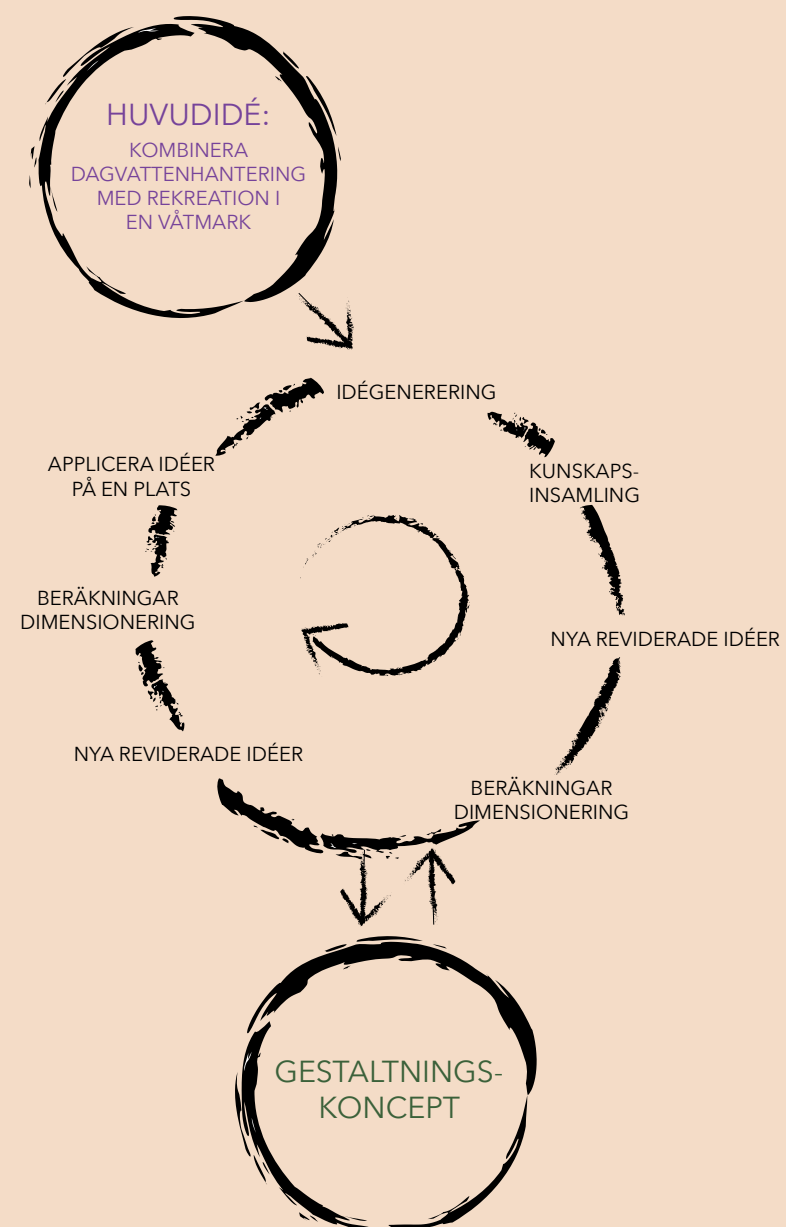 HUVUDIDÉ:
KOMBINERA
DAGVATTENHANTERING
MED REKREATION I
EN VÅTMARK
IDÉGENERERING
KUNSKAPS-
INSAMLING
NYA REVIDERADE IDÉER
BERÄKNINGAR
DIMENSIONERING
NYA REVIDERADE IDÉER
BERÄKNINGAR
DIMENSIONERING
APPLICERA IDÉER
PÅ EN PLATS
GESTALTNINGS-
KONCEPT